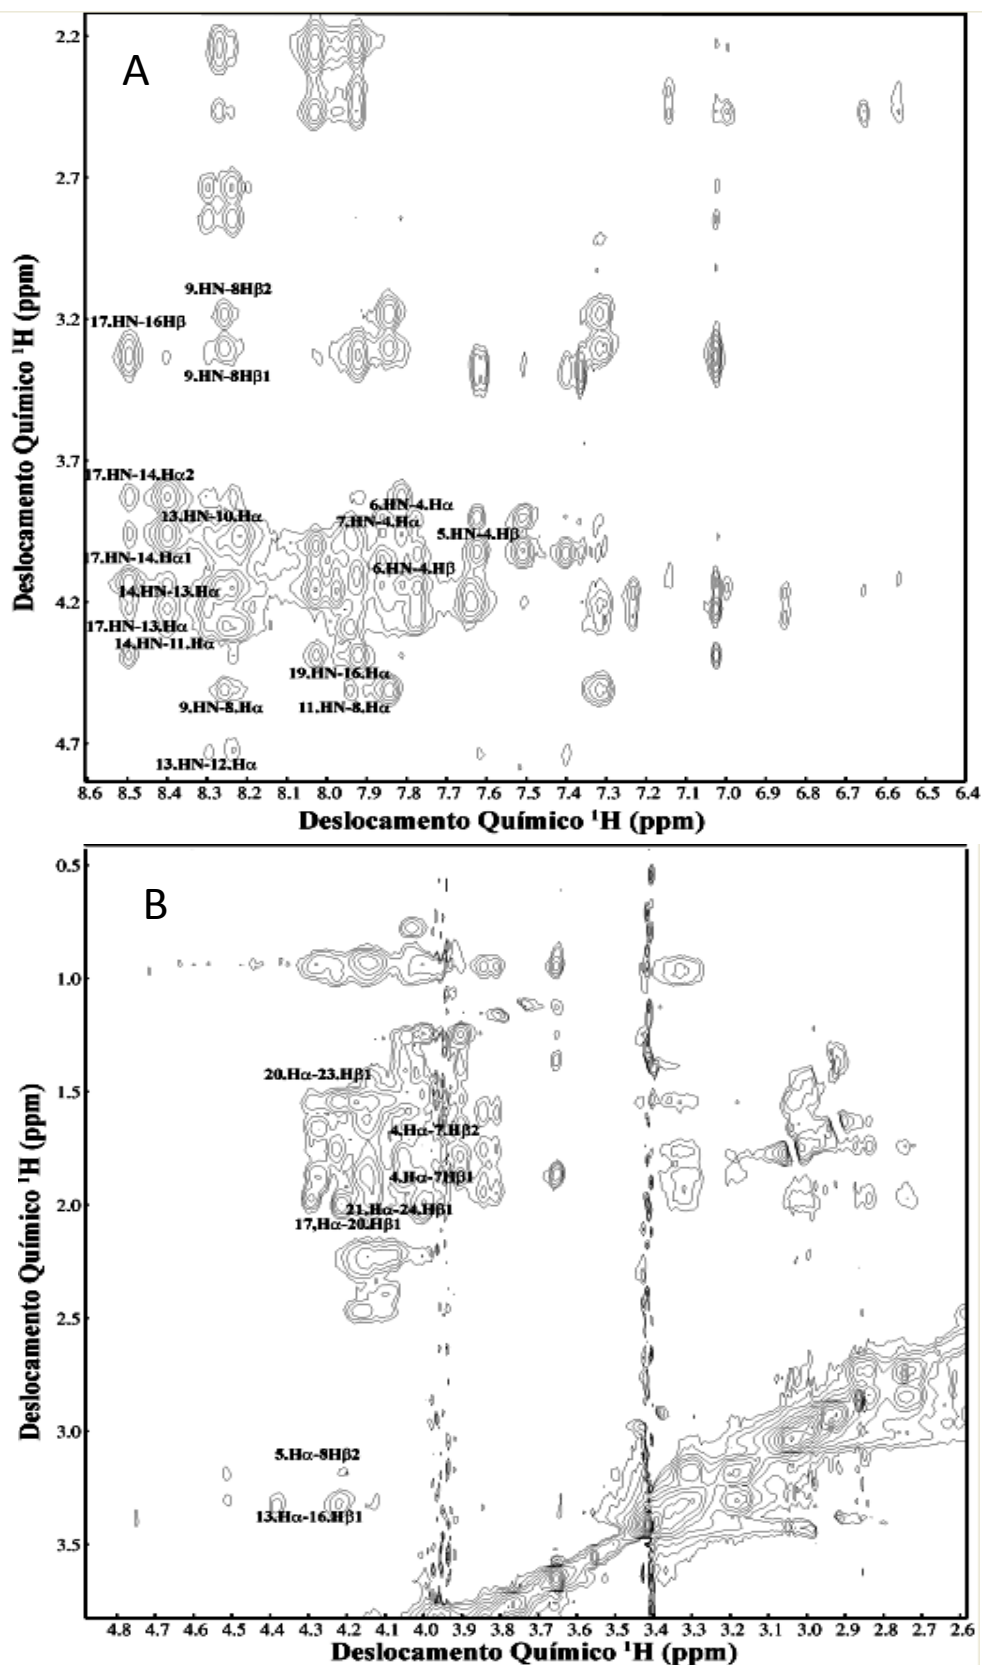 A
2.2
2.7
3.2
3.7
4.2
4.7
Deslocamento Químico ¹H (ppm)
9.HN-8Hβ2
17.HN-16Hβ
9.HN-8Hβ1
17.HN-14.Hα2
6.HN-4.Hα
13.HN-10.Hα
7.HN-4.Hα
5.HN-4.Hβ
17.HN-14.Hα1
6.HN-4.Hβ
14.HN-13.Hα
17.HN-13.Hα
14.HN-11.Hα
19.HN-16.Hα
9.HN-8.Hα
11.HN-8.Hα
13.HN-12.Hα
8.6 8.5 8.3 8.2 8.1 8.0 7.9 7.8 7.7 7.6 7.5 7.4 7.3 7.2 7.1 7.0 6.9 6.8 6.7 6.6 6.5 6.4
Deslocamento Químico ¹H (ppm)
B
0.5
1.0
1.5
2.0
2.5
3.0
3.5
Deslocamento Químico ¹H (ppm)
20.Hα-23.Hβ1
4.Hα-7.Hβ2
4.Hα-7Hβ1
21.Hα-24.Hβ1
17,Hα-20.Hβ1
5.Hα-8Hβ2
13.Hα-16.Hβ1
4.8 4.7 4.5 4.4 4.3 4.2 4.1 4.0 3.9 3.8 3.7 3.6 3.5 3.4 3.3 3.2 3.1 3.0 2.9 2.8 2.7 2.6
Deslocamento Químico ¹H (ppm)